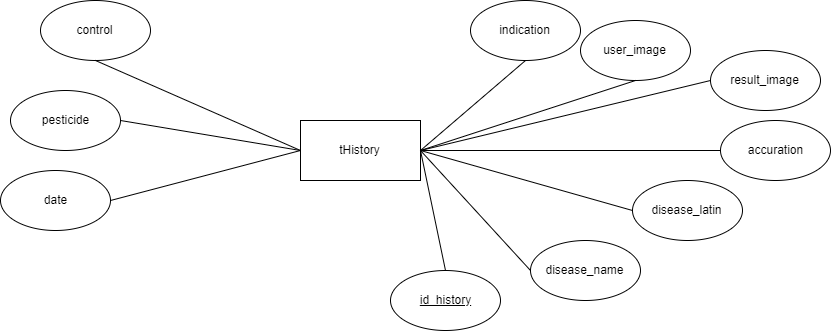 control
indication
user_image
result_image
pesticide
tHistory
accuration
date
disease_latin
disease_name
id_history